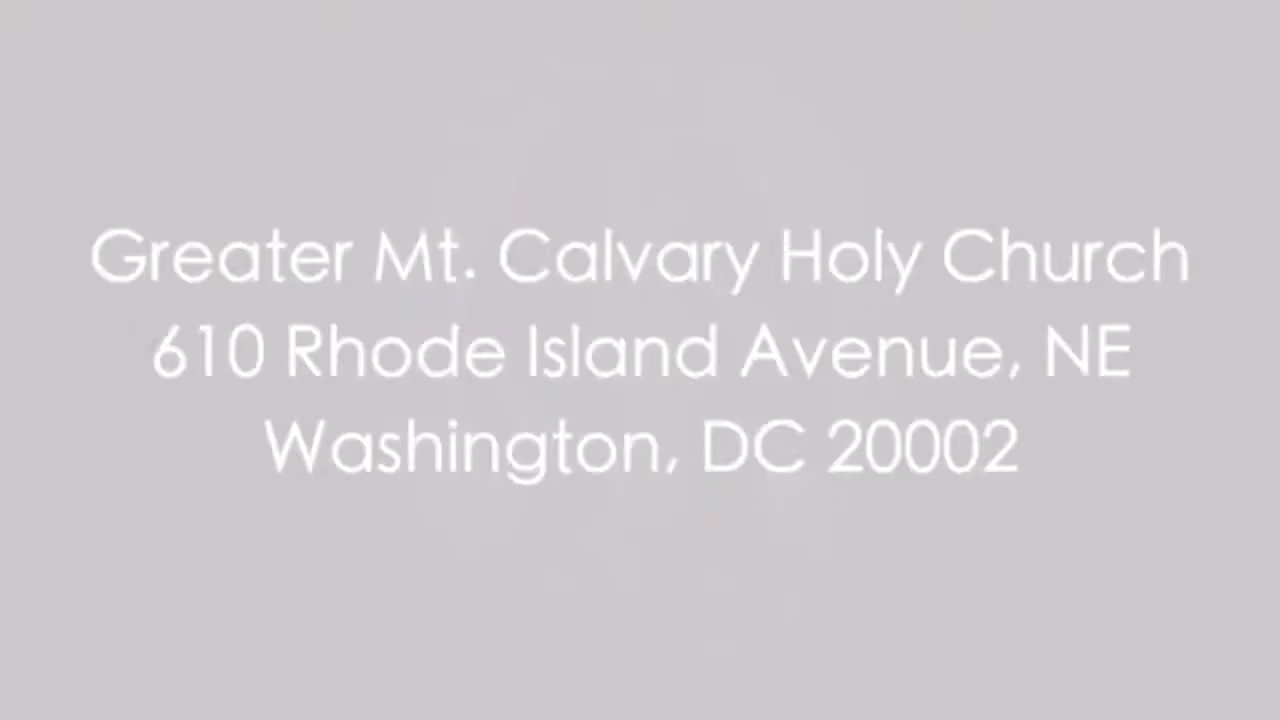 Greater Mt. Calvary Holy Church
610 Rhode Island Avenue, NE
Washington, DC 20002